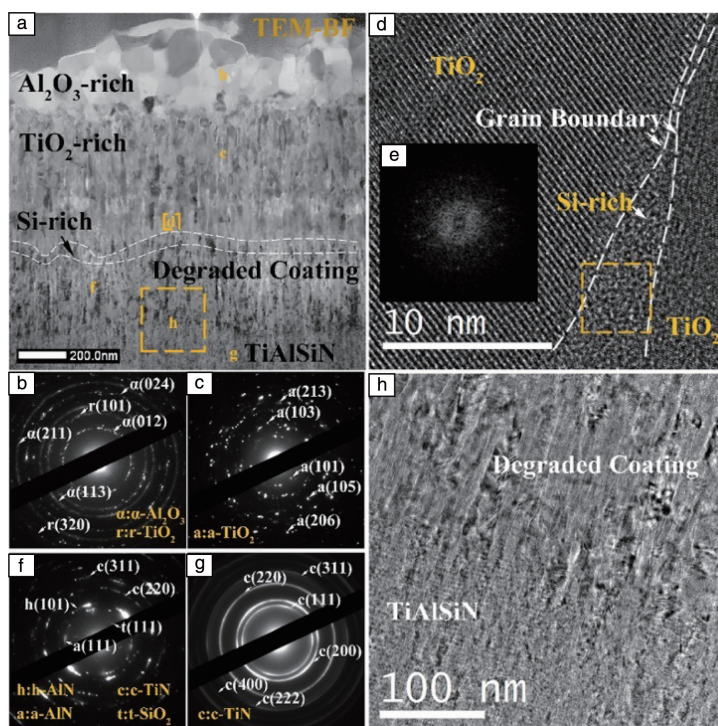 a
TEM-BF
b
Al₂O₃-rich
TiO₂-rich
c
Si-rich
[d]
Degraded Coating
f
h
g
TiAlSiN
200.0nm
d
TiO₂
Grain Boundary
e
Si-rich
10 nm
TiO₂
b
α(024)
r(101)
α(012)
α(211)
α(113)
r(320)
α:α-Al₂O₃
r:r-TiO₂
c
a(213)
a(103)
a(101)
a(105)
a(206)
a:a-TiO₂
f
c(311)
c(220)
h(101)
t(111)
a(111)
h:h-AlN
c:c-TiN
a:a-AlN
t:t-SiO₂
g
c(311)
c(220)
c(111)
c(200)
c(400)
c(222)
c:c-TiN
h
Degraded Coating
TiAlSiN
100 nm